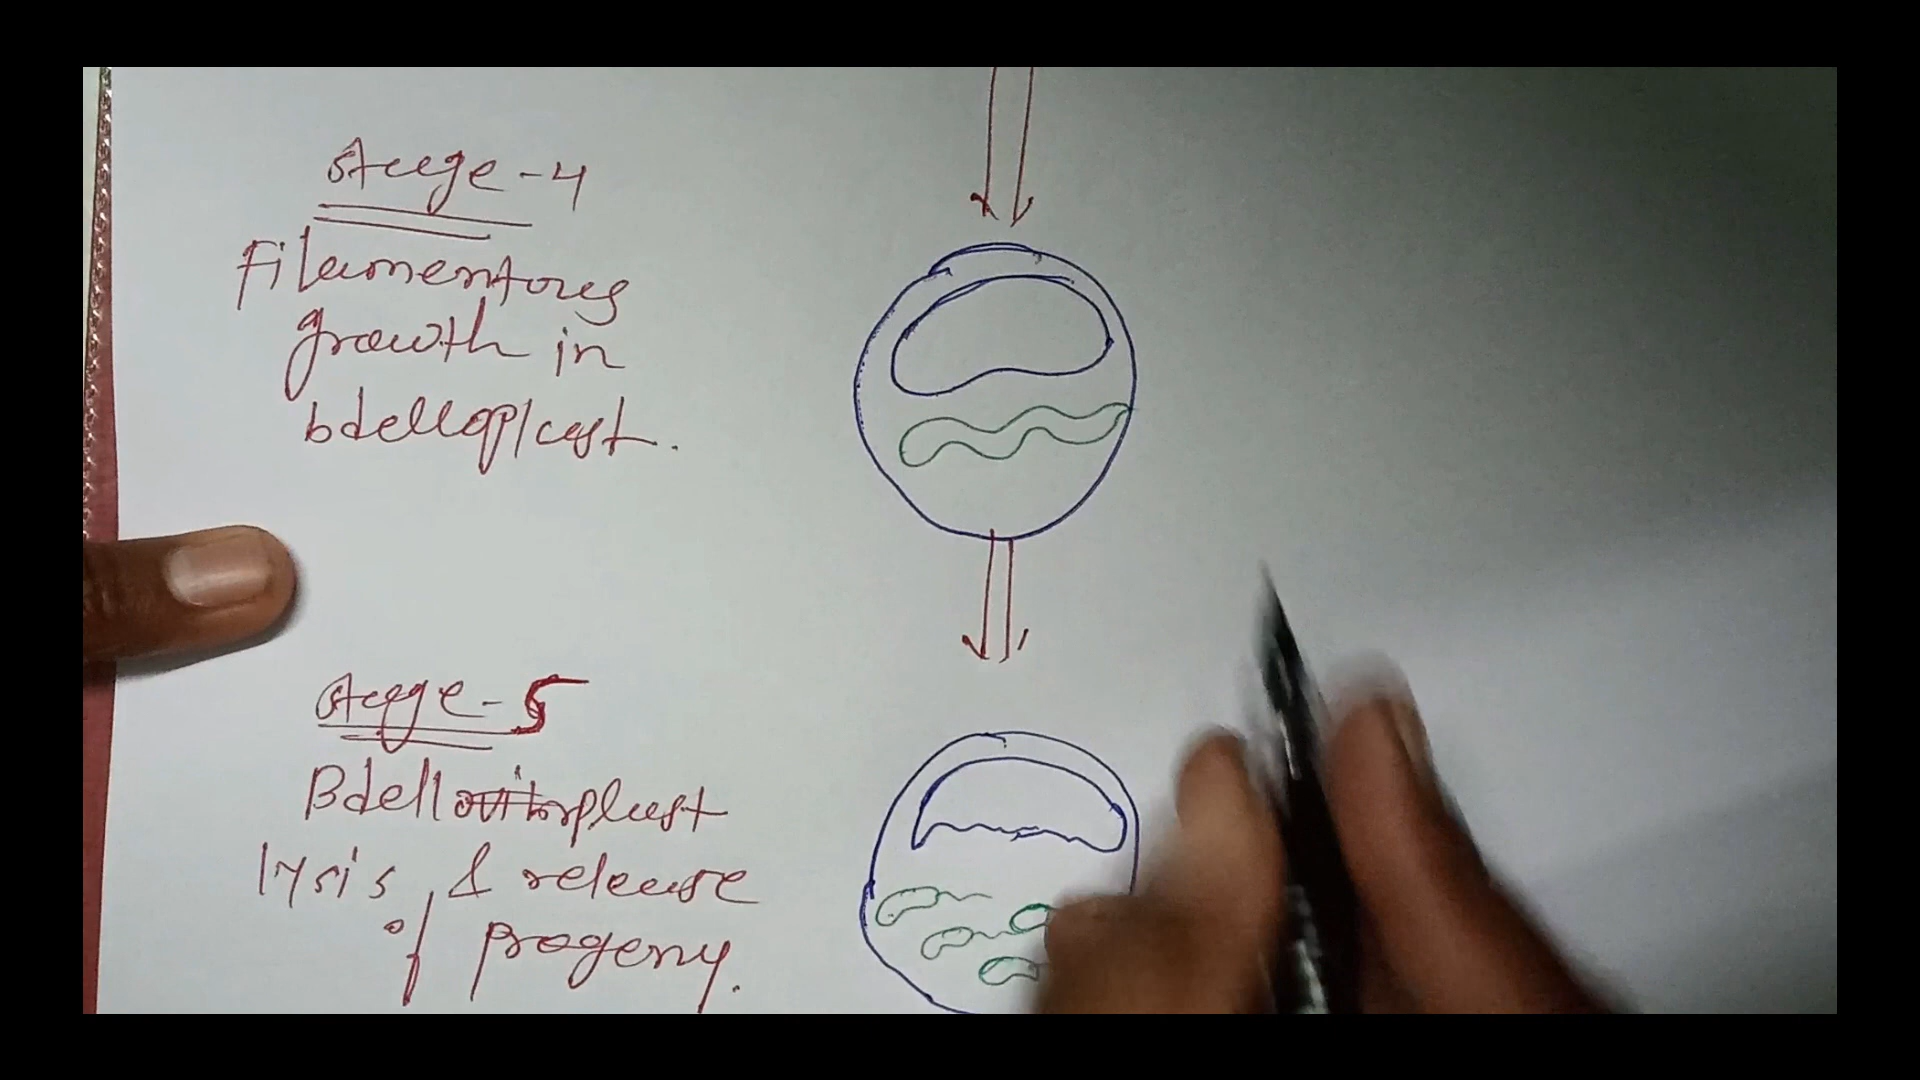 Stage-4
Filamentous
growth in
bdelloplast.
Stage-5
Bdelloplast
lysis & release
of progeny.